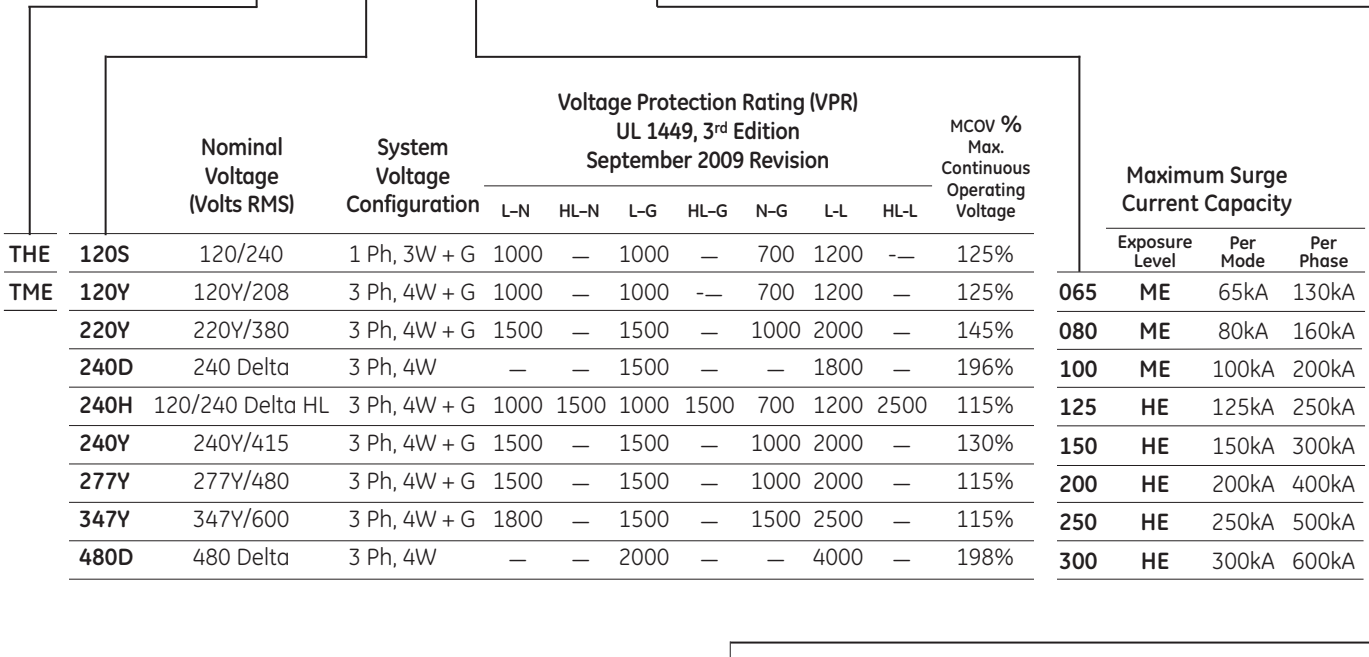 Voltage Protection Rating (VPR)
UL 1449, 3rd Edition
September 2009 Revision
Nominal Voltage (Volts RMS)
System Voltage Configuration
L–N HL–N L–G HL–G N–G L-L HL-L
MCOV % Max. Continuous Operating Voltage
THE 120S 120/240 1 Ph, 3W + G 1000 — 1000 — 700 1200 -— 125%
TME 120Y 120Y/208 3 Ph, 4W + G 1000 — 1000 -— 700 1200 — 125%
220Y 220Y/380 3 Ph, 4W + G 1500 — 1500 — 1000 2000 — 145%
240D 240 Delta 3 Ph, 4W — — 1500 — — 1800 — 196%
240H 120/240 Delta HL 3 Ph, 4W + G 1000 1500 1000 1500 700 1200 2500 115%
240Y 240Y/415 3 Ph, 4W + G 1500 — 1500 — 1000 2000 — 130%
277Y 277Y/480 3 Ph, 4W + G 1500 — 1500 — 1000 2000 — 115%
347Y 347Y/600 3 Ph, 4W + G 1800 — 1500 — 1500 2500 — 115%
480D 480 Delta 3 Ph, 4W — — 2000 — — 4000 — 198%
Maximum Surge
Current Capacity
Exposure Level Per Mode Per Phase
065 ME 65kA 130kA
080 ME 80kA 160kA
100 ME 100kA 200kA
125 HE 125kA 250kA
150 HE 150kA 300kA
200 HE 200kA 400kA
250 HE 250kA 500kA
300 HE 300kA 600kA